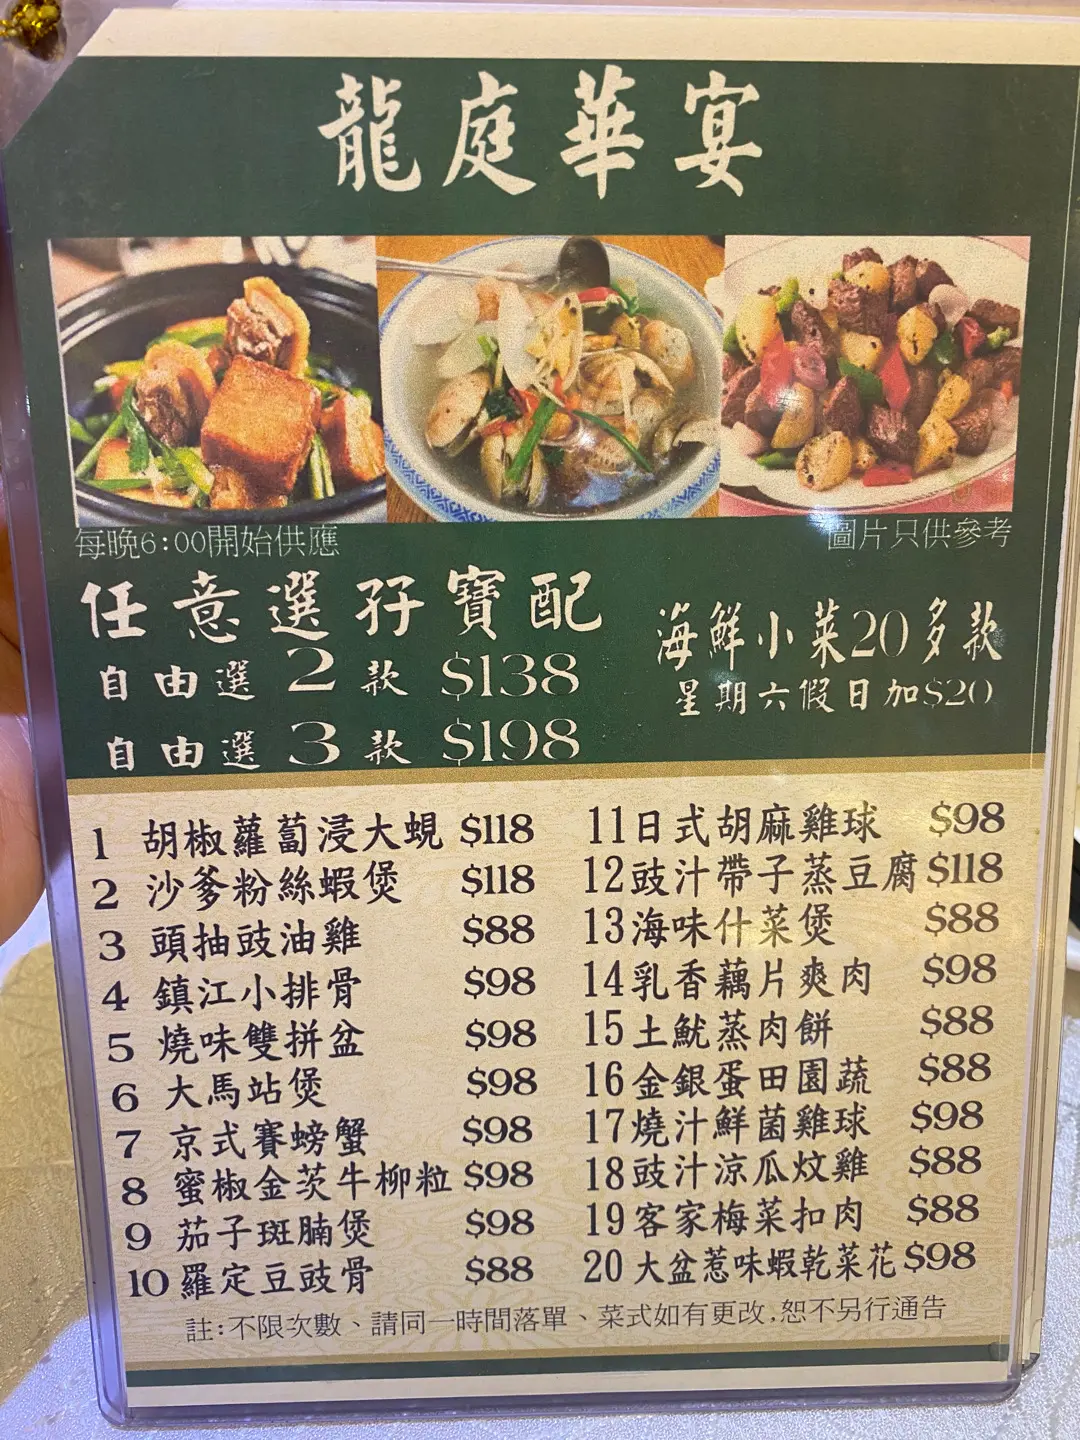 龍庭華宴
每晚6:00開始供應
圖片只供參考
任意選孖寶配
海鮮小菜20多款
自由選2款 $138
星期六假日加$20
自由選3款 $198
1 胡椒蘿蔔浸大蜆 $118
2 沙爹粉絲蝦煲 $118
3 頭抽豉油雞 $88
4 鎮江小排骨 $98
5 燒味雙拼盆 $98
6 大馬站煲 $98
7 京式賽螃蟹 $98
8 蜜椒金茨牛柳粒 $98
9 茄子斑腩煲 $98
10 羅定豆豉骨 $88
11 日式胡麻雞球 $98
12 豉汁帶子蒸豆腐 $118
13 海味什菜煲 $88
14 乳香藕片爽肉 $98
15 土魷蒸肉餅 $88
16 金銀蛋田園蔬 $88
17 燒汁鮮菌雞球 $98
18 豉汁涼瓜炆雞 $88
19 客家梅菜扣肉 $88
20 大盆惹味蝦乾菜花 $98
註:不限次數、請同一時間落單、菜式如有更改,恕不另行通告